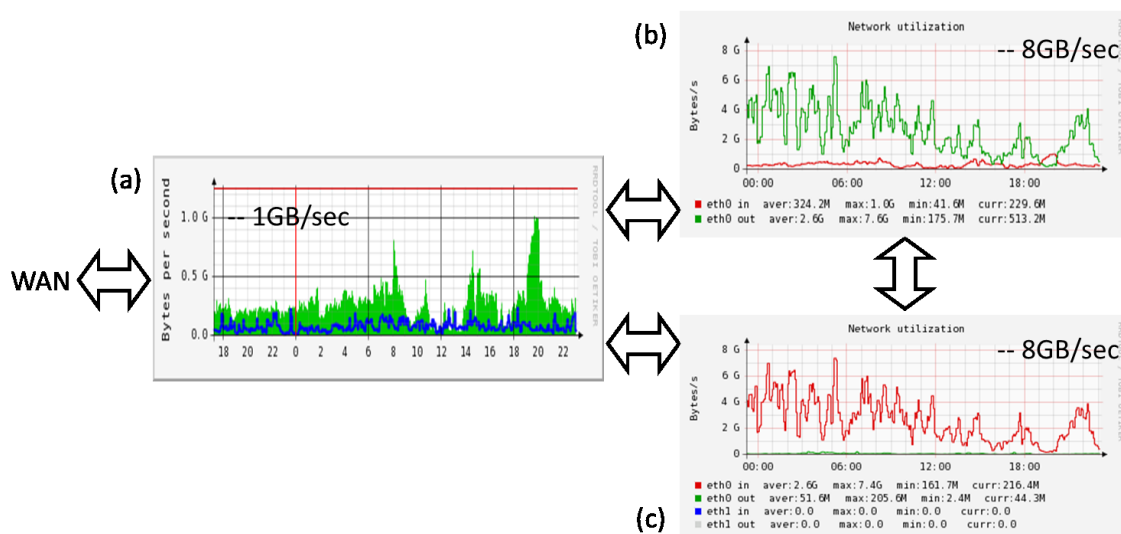 WAN
(a)
Bytes per second
1.0 G
0.5 G
0.0
-- 1GB/sec
18 20 22 0 2 4 6 8 10 12 14 16 18 20 22
RRDTOOL / TOBI OETIKER
(b)
Network utilization
-- 8GB/sec
Bytes/s
8 G
6 G
4 G
2 G
0
00:00 06:00 12:00 18:00
eth0 in aver:324.2M max:1.0G min:41.6M curr:229.6M
eth0 out aver:2.6G max:7.6G min:175.7M curr:513.2M
Network utilization
-- 8GB/sec
Bytes/s
8 G
6 G
4 G
2 G
0
00:00 06:00 12:00 18:00
eth0 in aver:2.6G max:7.4G min:161.7M curr:216.4M
eth0 out aver:51.6M max:205.6M min:2.4M curr:44.3M
eth1 in aver:0.0 max:0.0 min:0.0 curr:0.0
eth1 out aver:0.0 max:0.0 min:0.0 curr:0.0
(c)